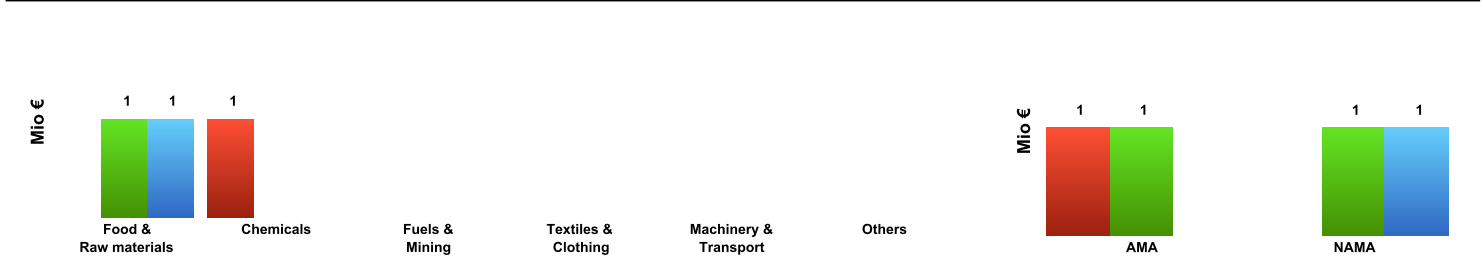 Mio €
1 1 1
Food &
Raw materials
Chemicals
Fuels &
Mining
Textiles &
Clothing
Machinery &
Transport
Others
Mio €
1 1 1 1
AMA NAMA